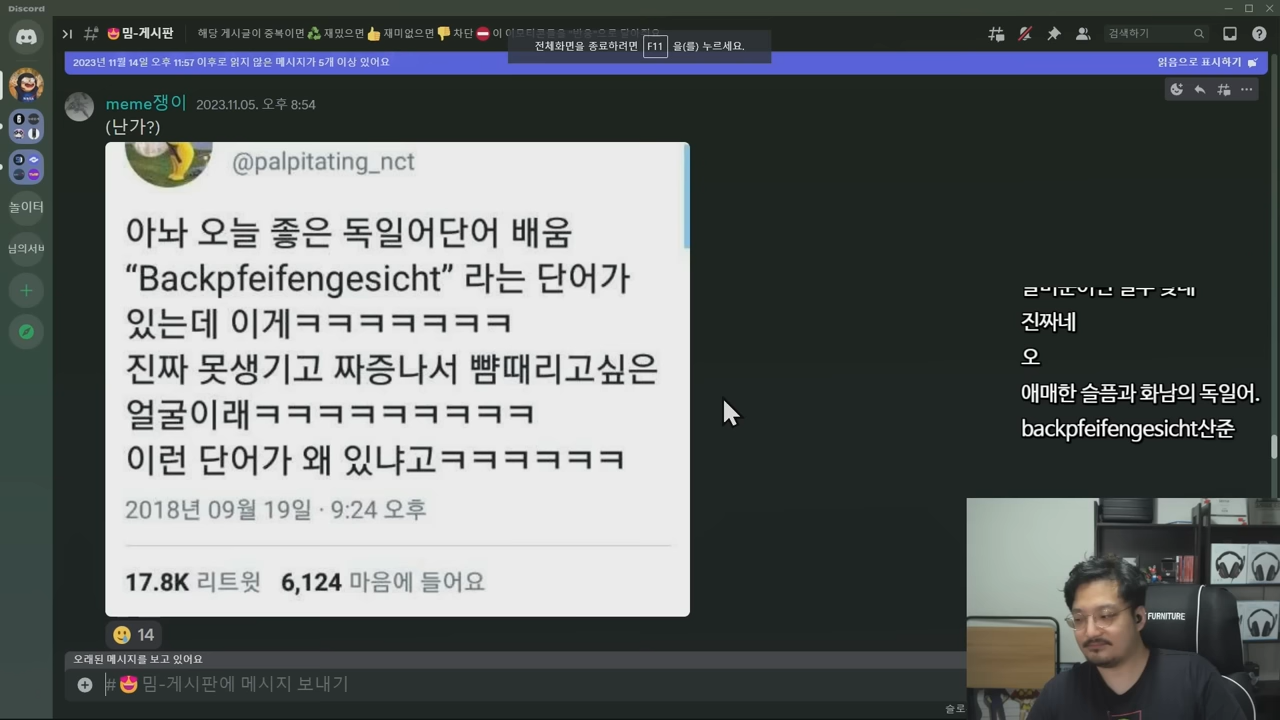 Discord
밈-게시판
해당 게시글이 중복이면 ♻️ 재밌으면 👍 재미없으면 👎 차단 ⛔ 이
검색하기
전체화면을 종료하려면 F11 을(를) 누르세요.
2023년 11월 14일 오후 11:57 이후로 읽지 않은 메시지가 5개 이상 있어요
읽음으로 표시하기
meme쟁이 2023.11.05. 오후 8:54
(난가?)
@palpitating_nct
아놔 오늘 좋은 독일어단어 배움
“Backpfeifengesicht” 라는 단어가
있는데 이게ㅋㅋㅋㅋㅋㅋㅋ
진짜 못생기고 짜증나서 뺨때리고싶은
얼굴이래ㅋㅋㅋㅋㅋㅋㅋㅋㅋ
이런 단어가 왜 있냐고ㅋㅋㅋㅋㅋㅋ
2018년 09월 19일 · 9:24 오후
17.8K 리트윗 6,124 마음에 들어요
14
오래된 메시지를 보고 있어요
#😍밈-게시판에 메시지 보내기
슬로
놀이터
님의서버
진짜네
오
애매한 슬픔과 화남의 독일어.
backpfeifengesicht산준
FURNITURE